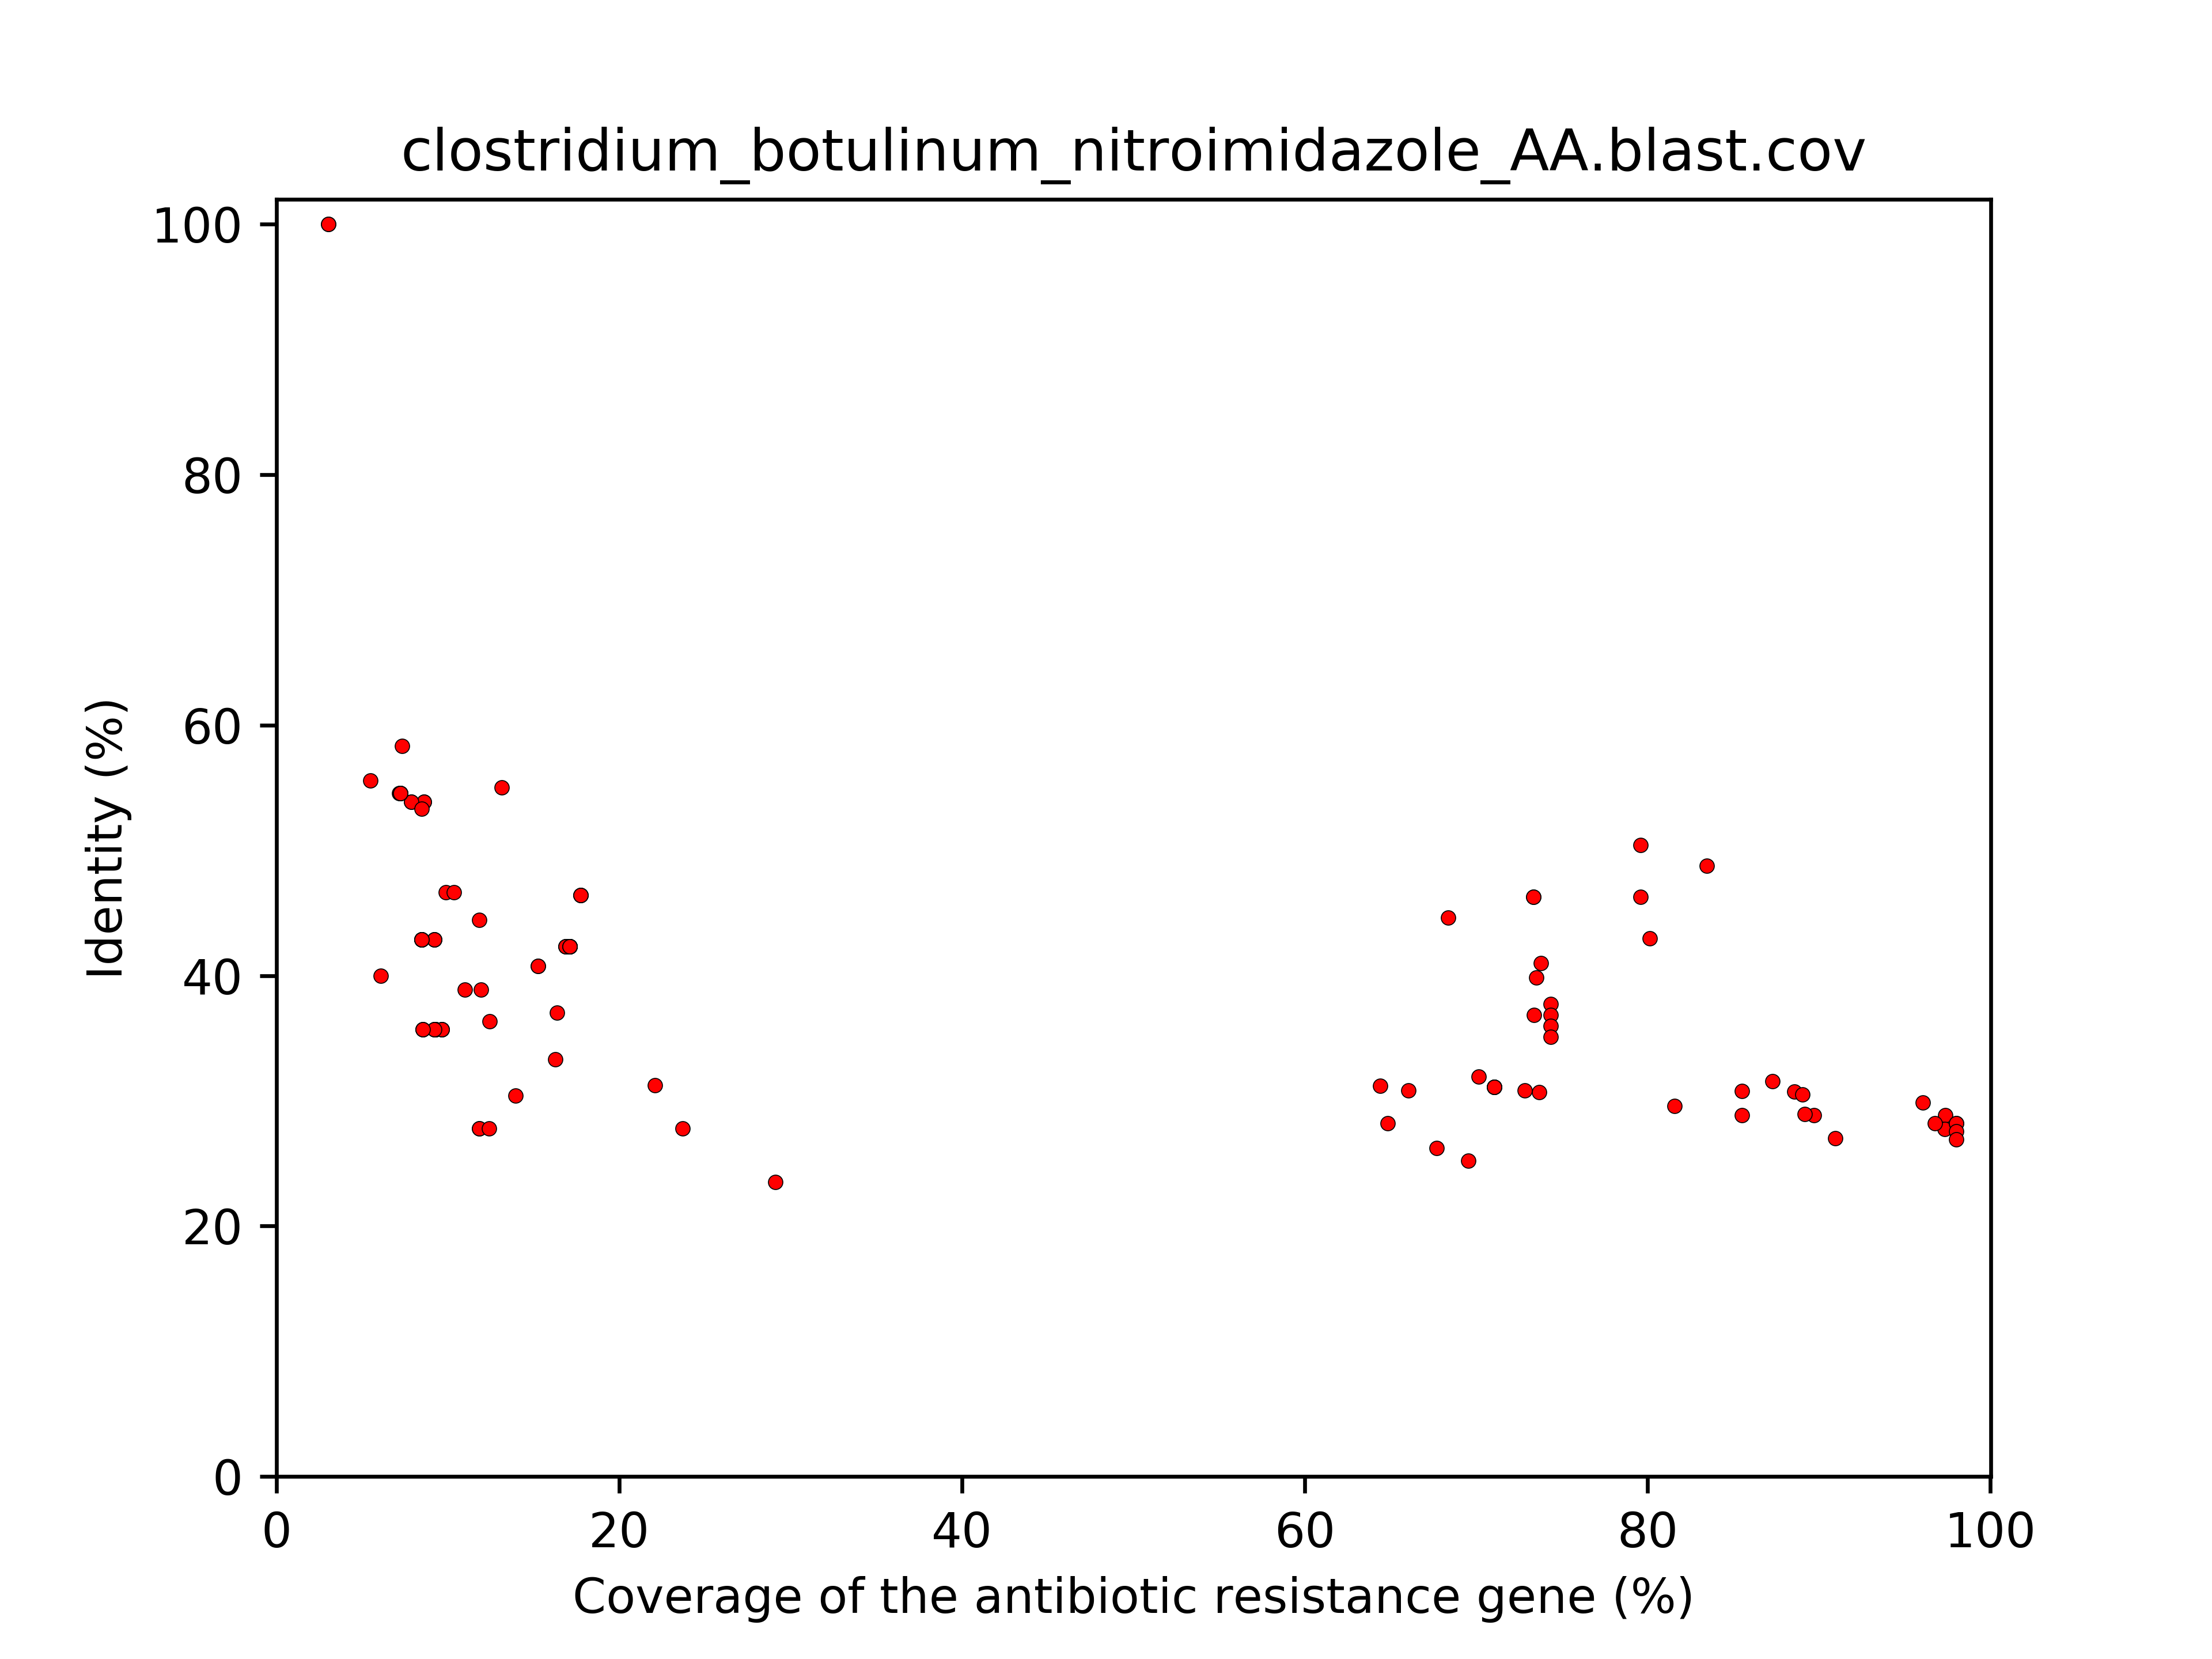 clostridium_botulinum_nitroimidazole_AA.blast.cov
100
80
60
40
20
0
Identity (%)
0 20 40 60 80 100
Coverage of the antibiotic resistance gene (%)